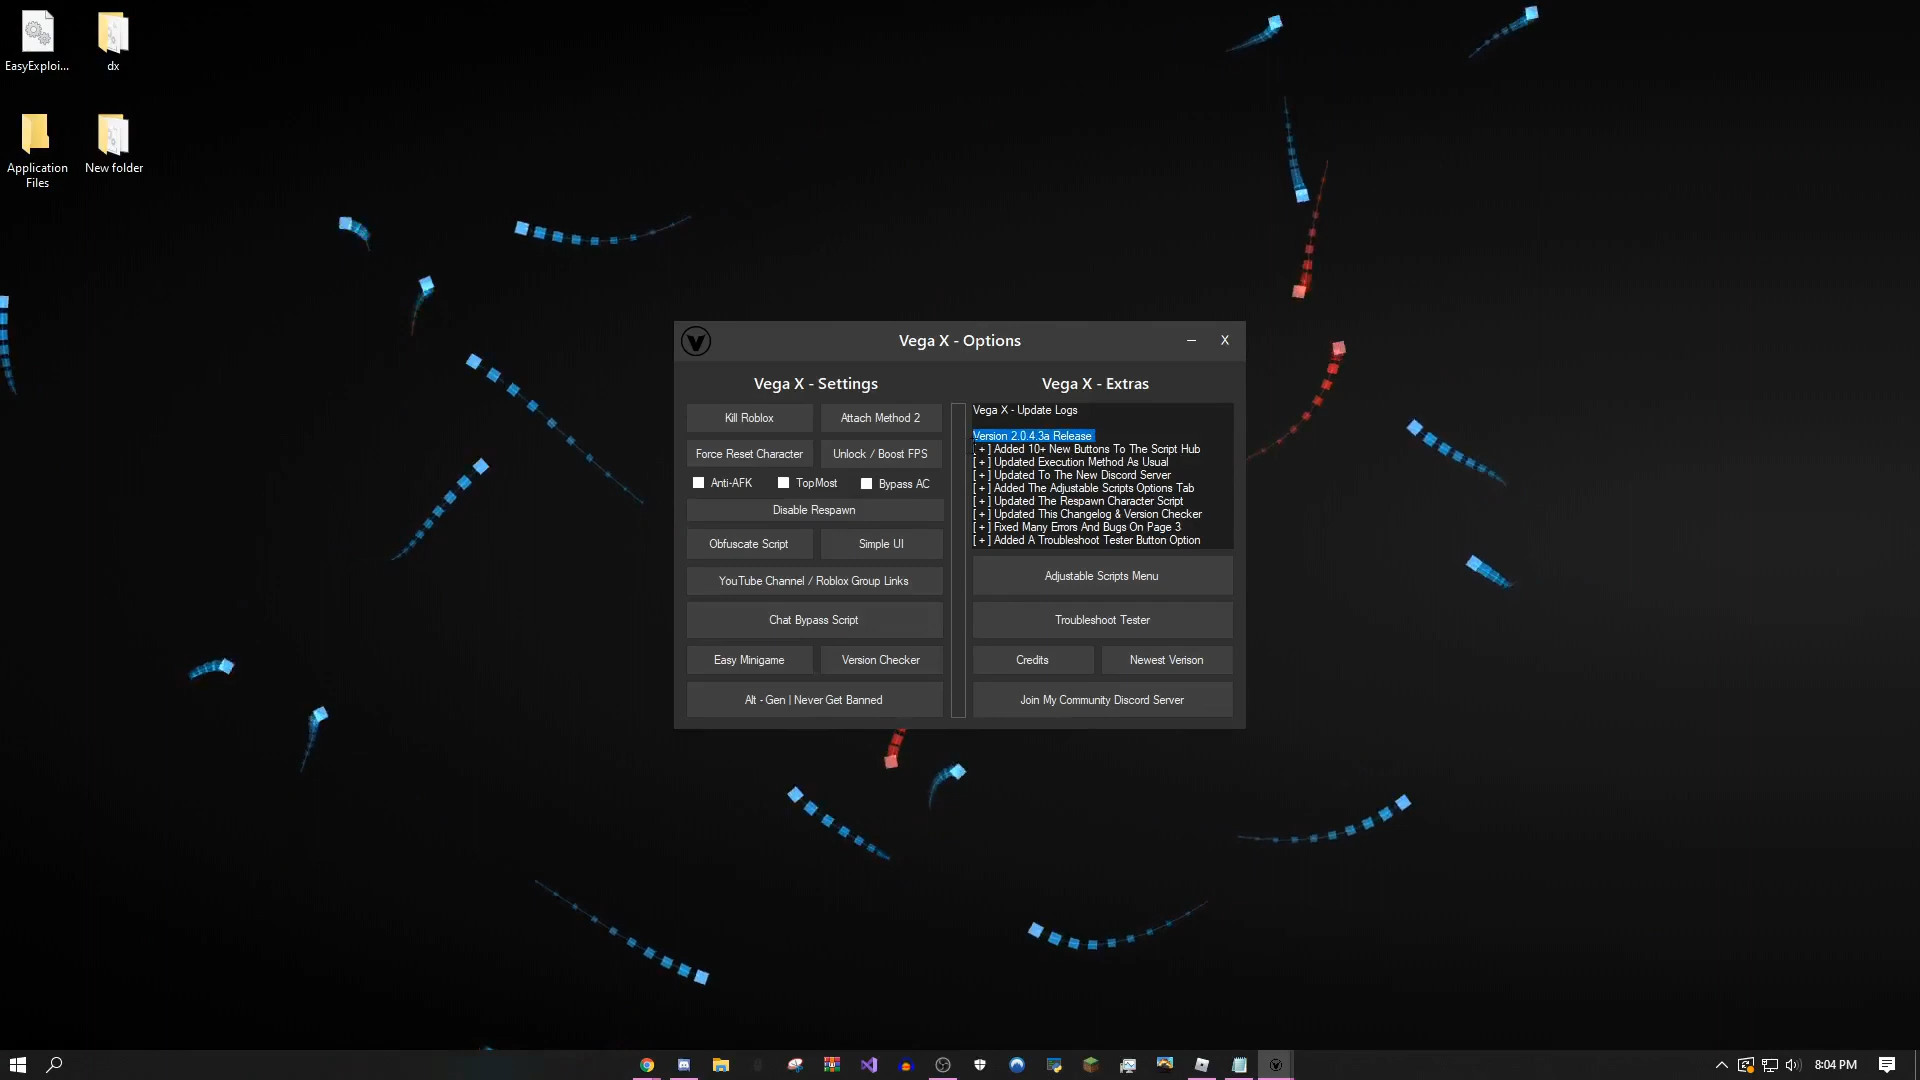 EasyExploi...
dx
Application
Files
New folder
Vega X - Options
X
Vega X - Settings
Kill Roblox
Attach Method 2
Force Reset Character
Unlock / Boost FPS
Anti-AFK
TopMost
Bypass AC
Disable Respawn
Obfuscate Script
Simple UI
YouTube Channel / Roblox Group Links
Chat Bypass Script
Easy Minigame
Version Checker
Alt - Gen | Never Get Banned
Vega X - Extras
Vega X - Update Logs
Version 2.0.4.3a Release
[ + ] Added 10+ New Buttons To The Script Hub
[ + ] Updated Execution Method As Usual
[ + ] Updated To The New Discord Server
[ + ] Added The Adjustable Scripts Options Tab
[ + ] Updated The Respawn Character Script
[ + ] Updated This Changelog & Version Checker
[ + ] Fixed Many Errors And Bugs On Page 3
[ + ] Added A Troubleshoot Tester Button Option
Adjustable Scripts Menu
Troubleshoot Tester
Credits
Newest Verison
Join My Community Discord Server
8:04 PM